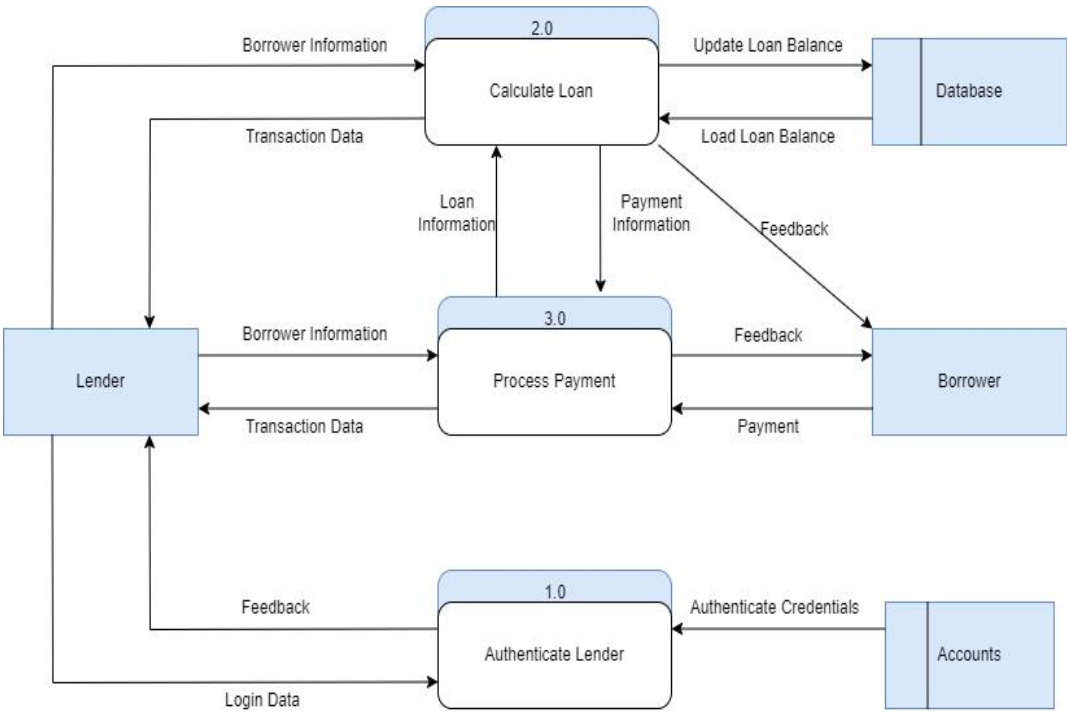 2.0
Borrower Information
Update Loan Balance
Calculate Loan
Database
Transaction Data
Load Loan Balance
Loan
Information
Payment
Information
Feedback
3.0
Borrower Information
Feedback
Lender
Process Payment
Borrower
Transaction Data
Payment
1.0
Feedback
Authenticate Credentials
Authenticate Lender
Accounts
Login Data